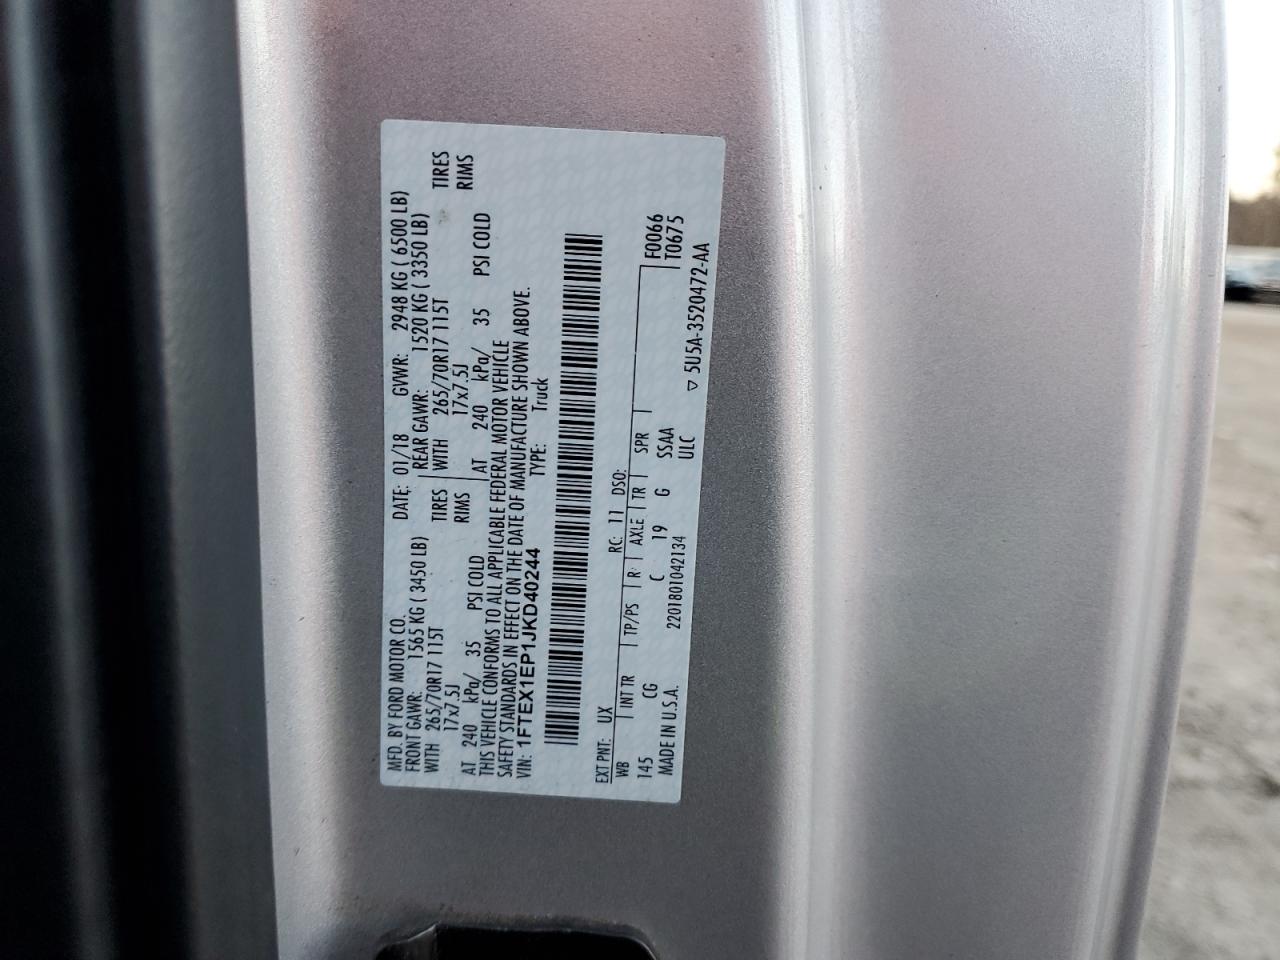 MFD. BY FORD MOTOR CO. DATE: 01/18 GVWR: 2948 KG ( 6500 LB)
FRONT GAWR: 1565 KG ( 3450 LB) REAR GAWR: 1520 KG ( 3350 LB)
WITH 265/70R17 115T TIRES WITH 265/70R17 115T TIRES
17x7.5J RIMS 17x7.5J RIMS
AT 240 kPa/ 35 PSI COLD AT 240 kPa/ 35 PSI COLD
THIS VEHICLE CONFORMS TO ALL APPLICABLE FEDERAL MOTOR VEHICLE
SAFETY STANDARDS IN EFFECT ON THE DATE OF MANUFACTURE SHOWN ABOVE.
VIN: 1FTEX1EP1JKD40244 TYPE: Truck
EXT PNT: UX RC: 11 DSO: F0066
WB INT TR TP/PS R AXLE TR SPR T0675
145 CG C 19 G SSAA
MADE IN U.S.A. 2201801042134 ULC ▽ 5U5A-3520472-AA